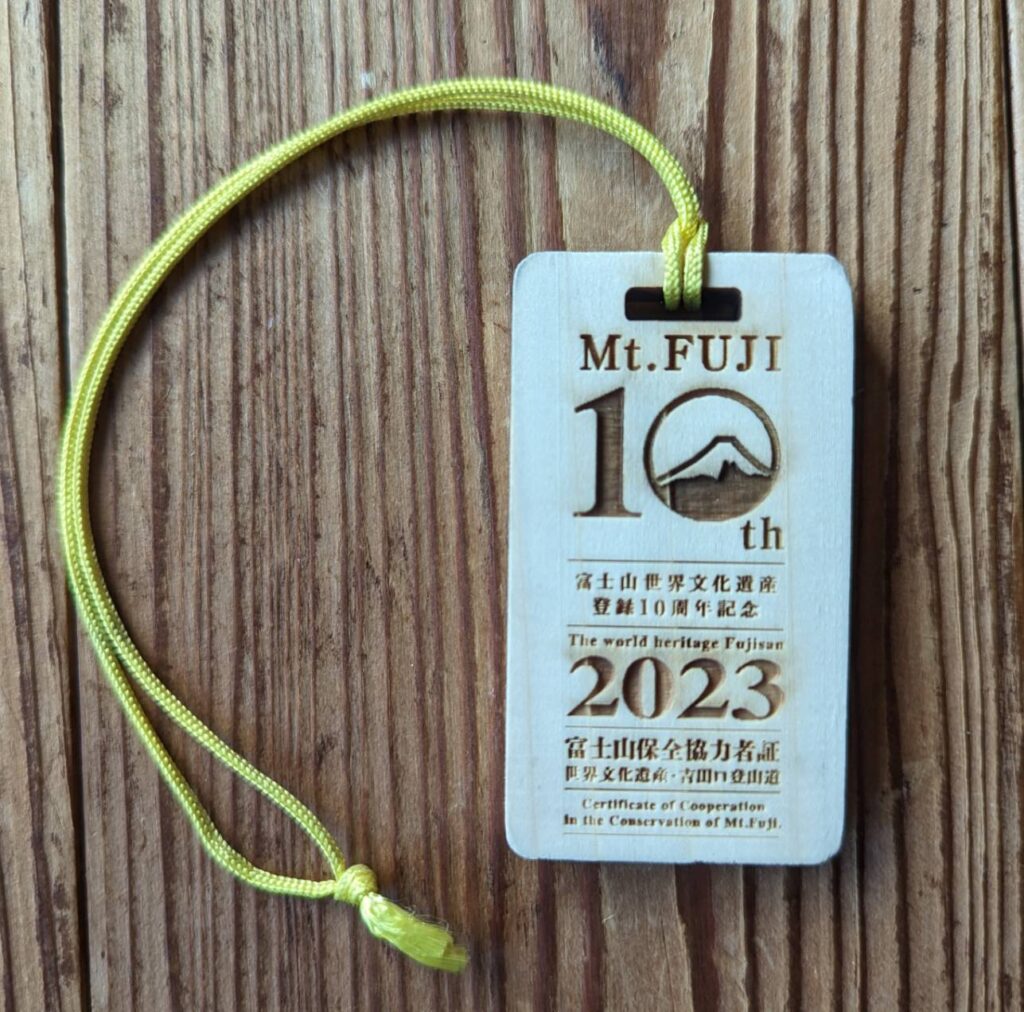 Mt.FUJI
10
th
富士山世界文化遺産
登録10周年記念
The world heritage Fujisan
2023
富士山保全協力者証
世界文化遺産・吉田口登山道
Certificate of Cooperation
in the Conservation of Mt.Fuji.